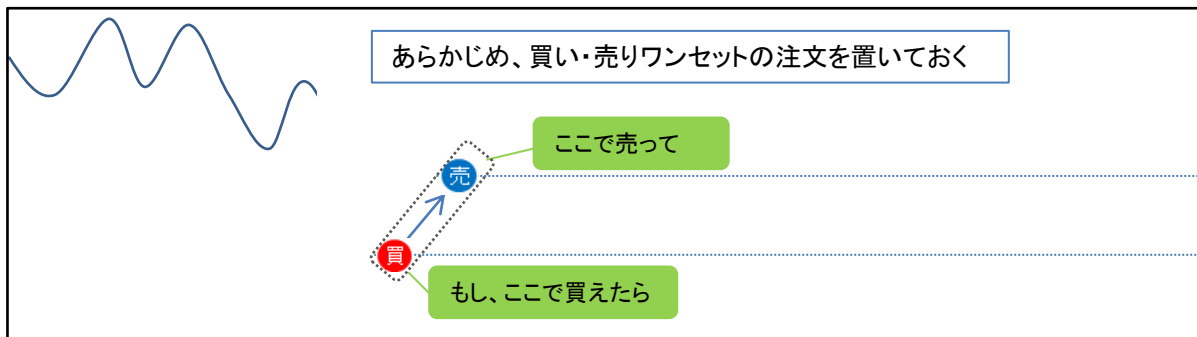 あらかじめ、買い・売りワンセットの注文を置いておく
ここで売って
売
買
もし、ここで買えたら